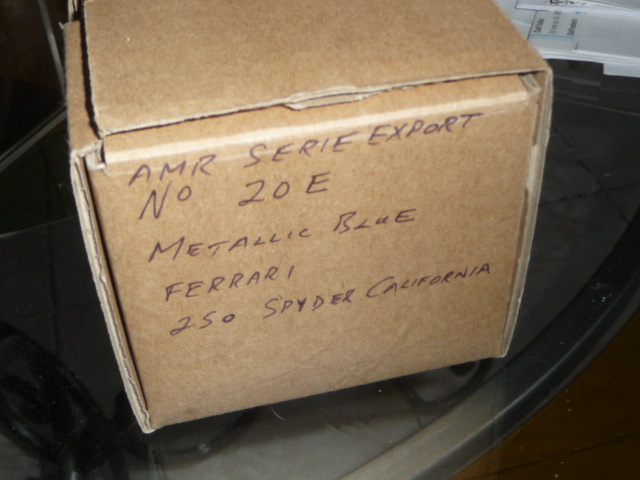 AMR SERIE EXPORT
NO 20E
METALLIC BLUE
FERRARI
250 SPYDER CALIFORNIA